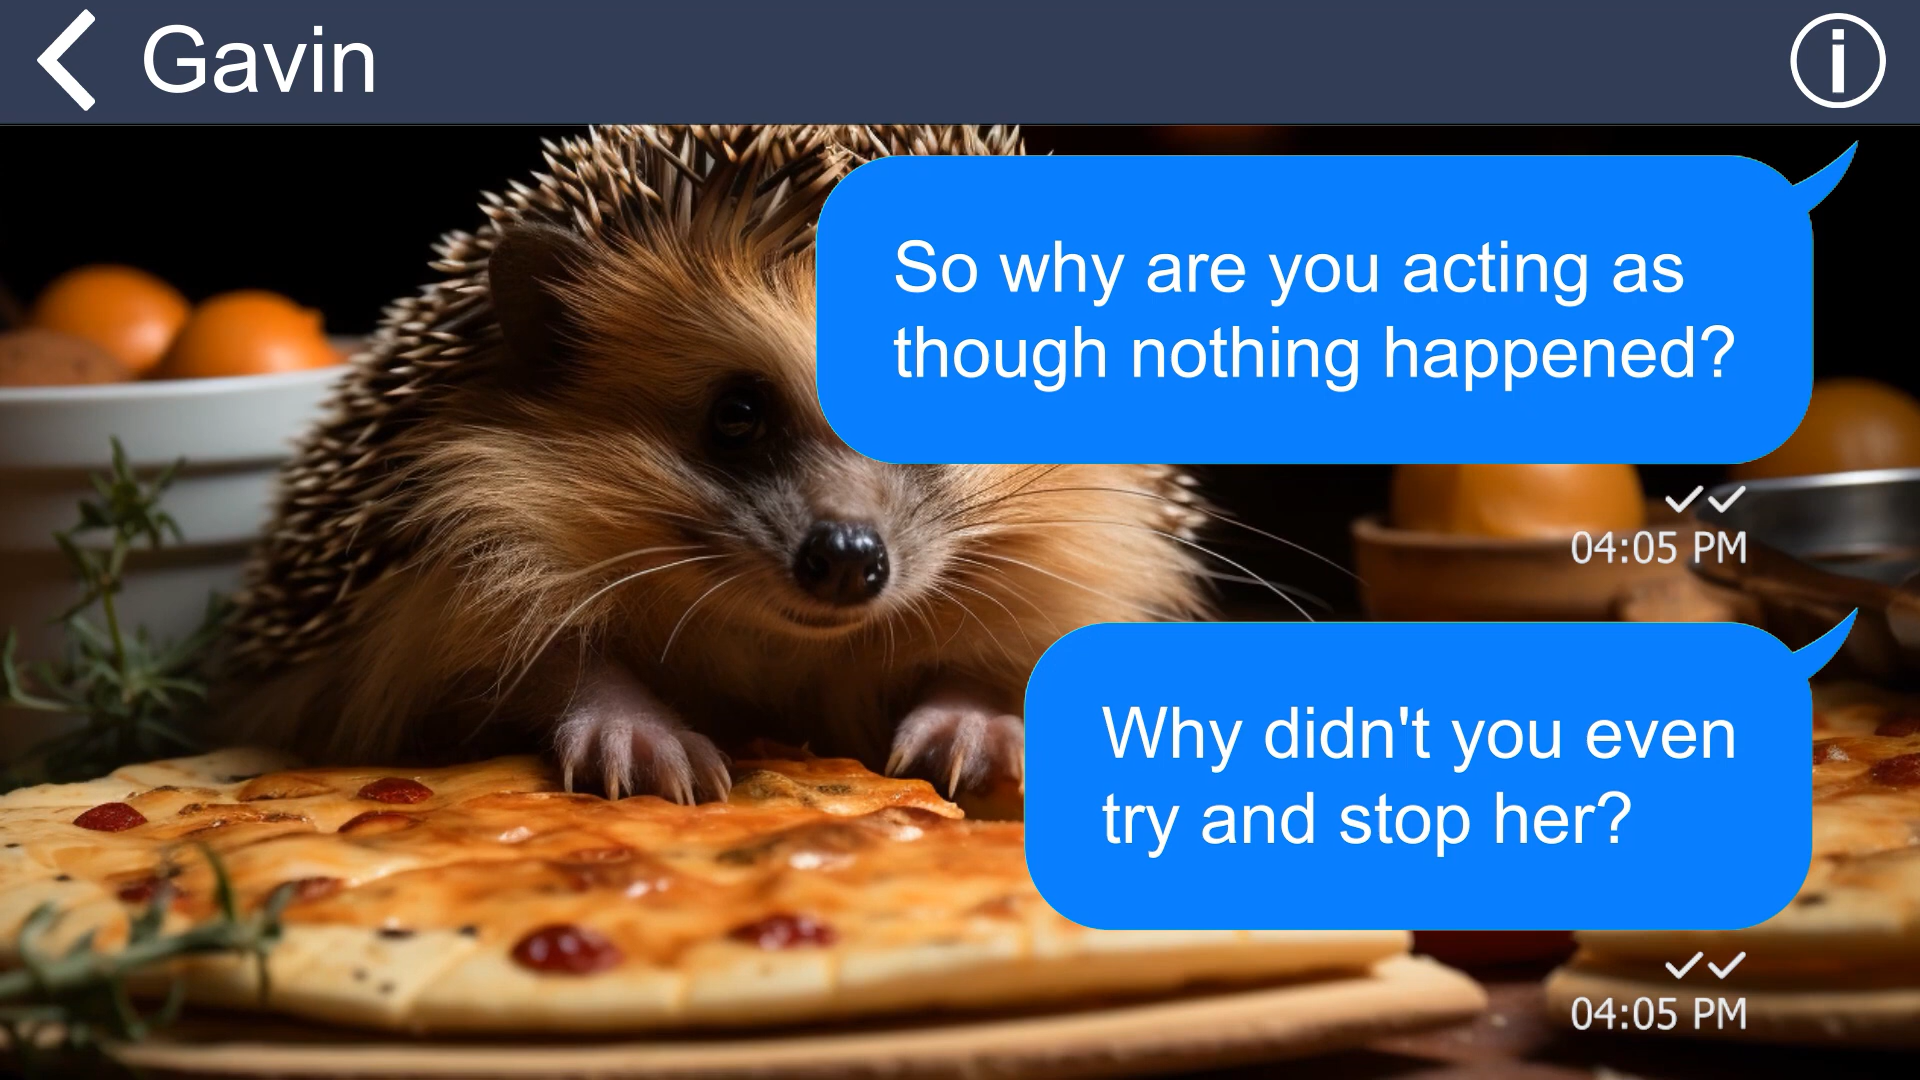 Gavin
So why are you acting as
though nothing happened?
04:05 PM
Why didn't you even
try and stop her?
04:05 PM